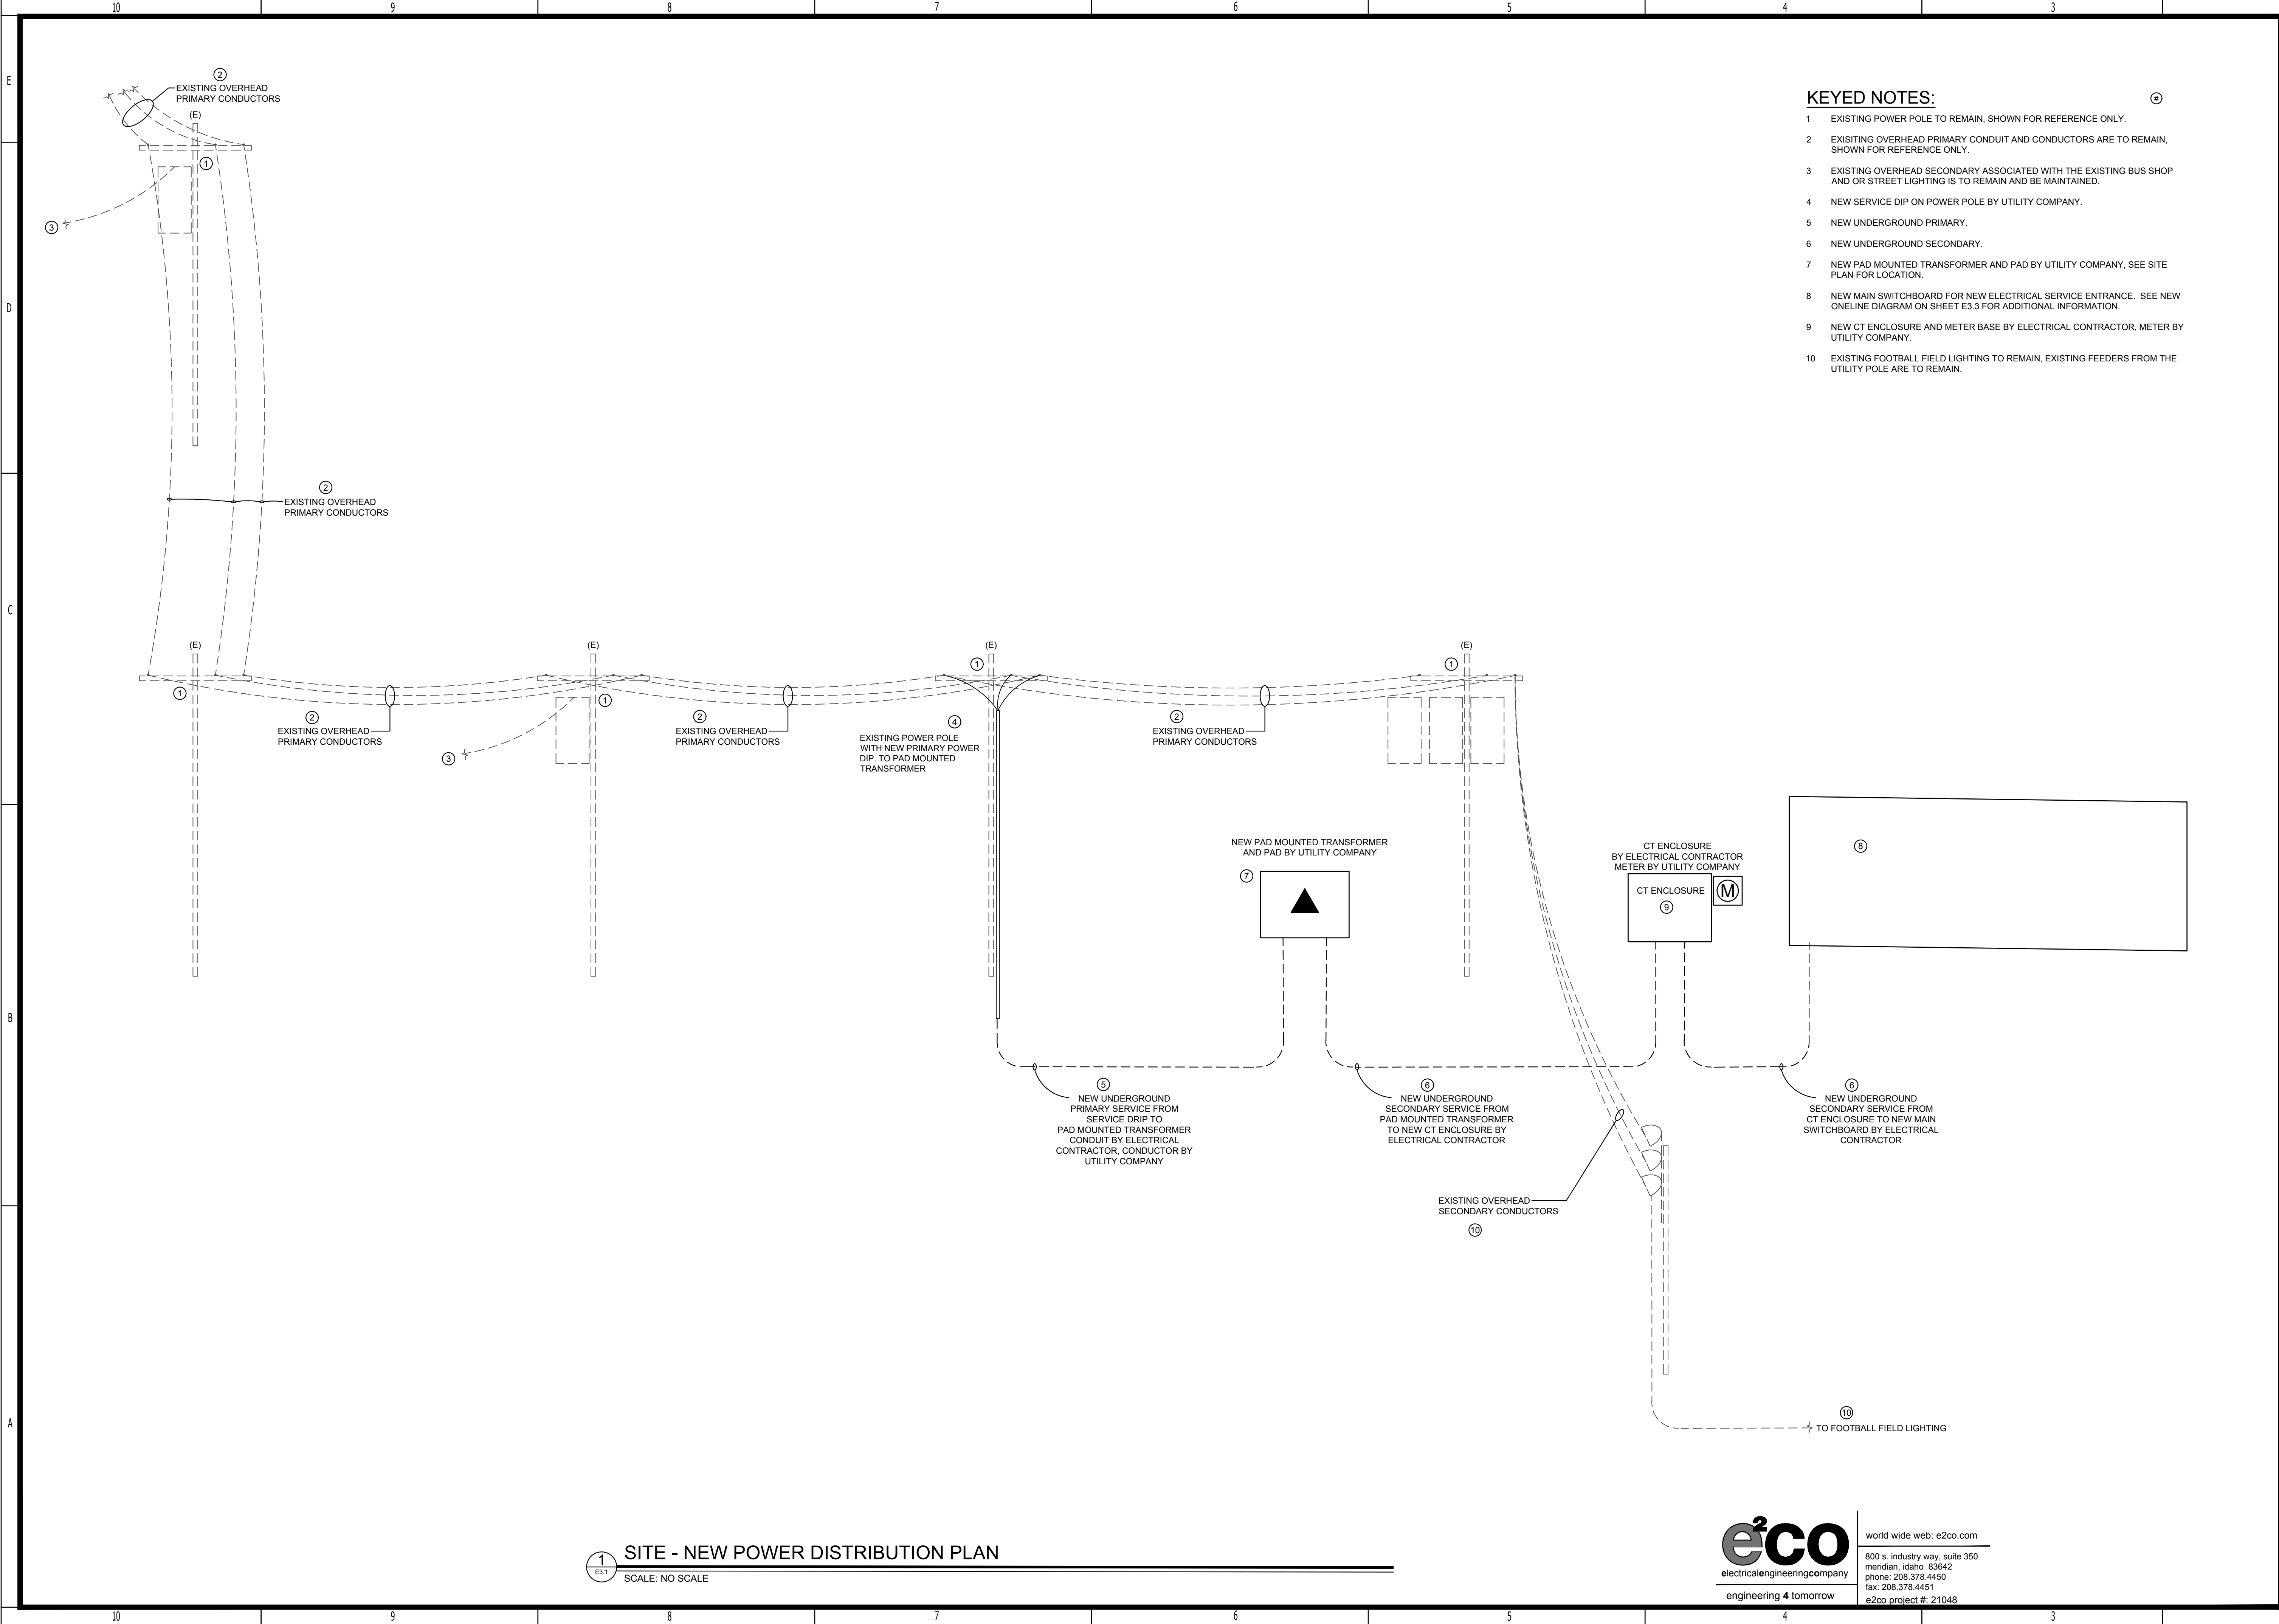 10 9 8 7 6 5 4 3
E
D
C
B
A
2
EXISTING OVERHEAD
PRIMARY CONDUCTORS
(E)
1
3
2
EXISTING OVERHEAD
PRIMARY CONDUCTORS
KEYED NOTES: #
1 EXISTING POWER POLE TO REMAIN, SHOWN FOR REFERENCE ONLY.
2 EXISITING OVERHEAD PRIMARY CONDUIT AND CONDUCTORS ARE TO REMAIN,
SHOWN FOR REFERENCE ONLY.
3 EXISTING OVERHEAD SECONDARY ASSOCIATED WITH THE EXISTING BUS SHOP
AND OR STREET LIGHTING IS TO REMAIN AND BE MAINTAINED.
4 NEW SERVICE DIP ON POWER POLE BY UTILITY COMPANY.
5 NEW UNDERGROUND PRIMARY.
6 NEW UNDERGROUND SECONDARY.
7 NEW PAD MOUNTED TRANSFORMER AND PAD BY UTILITY COMPANY, SEE SITE
PLAN FOR LOCATION.
8 NEW MAIN SWITCHBOARD FOR NEW ELECTRICAL SERVICE ENTRANCE. SEE NEW
ONELINE DIAGRAM ON SHEET E3.3 FOR ADDITIONAL INFORMATION.
9 NEW CT ENCLOSURE AND METER BASE BY ELECTRICAL CONTRACTOR, METER BY
UTILITY COMPANY.
10 EXISTING FOOTBALL FIELD LIGHTING TO REMAIN, EXISTING FEEDERS FROM THE
UTILITY POLE ARE TO REMAIN.
(E)
1
2
EXISTING OVERHEAD
PRIMARY CONDUCTORS
(E)
1
3
2
EXISTING OVERHEAD
PRIMARY CONDUCTORS
(E)
1
4
EXISTING POWER POLE
WITH NEW PRIMARY POWER
DIP. TO PAD MOUNTED
TRANSFORMER
2
EXISTING OVERHEAD
PRIMARY CONDUCTORS
(E)
1
NEW PAD MOUNTED TRANSFORMER
AND PAD BY UTILITY COMPANY
7
CT ENCLOSURE
BY ELECTRICAL CONTRACTOR
METER BY UTILITY COMPANY
CT ENCLOSURE
9
M
8
5
NEW UNDERGROUND
PRIMARY SERVICE FROM
SERVICE DRIP TO
PAD MOUNTED TRANSFORMER
CONDUIT BY ELECTRICAL
CONTRACTOR, CONDUCTOR BY
UTILITY COMPANY
6
NEW UNDERGROUND
SECONDARY SERVICE FROM
PAD MOUNTED TRANSFORMER
TO NEW CT ENCLOSURE BY
ELECTRICAL CONTRACTOR
6
NEW UNDERGROUND
SECONDARY SERVICE FROM
CT ENCLOSURE TO NEW MAIN
SWITCHBOARD BY ELECTRICAL
CONTRACTOR
EXISTING OVERHEAD
SECONDARY CONDUCTORS
10
10
TO FOOTBALL FIELD LIGHTING
1
E3.1
SITE - NEW POWER DISTRIBUTION PLAN
SCALE: NO SCALE
e²co
electricalengineeringcompany
engineering 4 tomorrow
world wide web: e2co.com
800 s. industry way, suite 350
meridian, idaho 83642
phone: 208.378.4450
fax: 208.378.4451
e2co project #: 21048
10 9 8 7 6 5 4 3